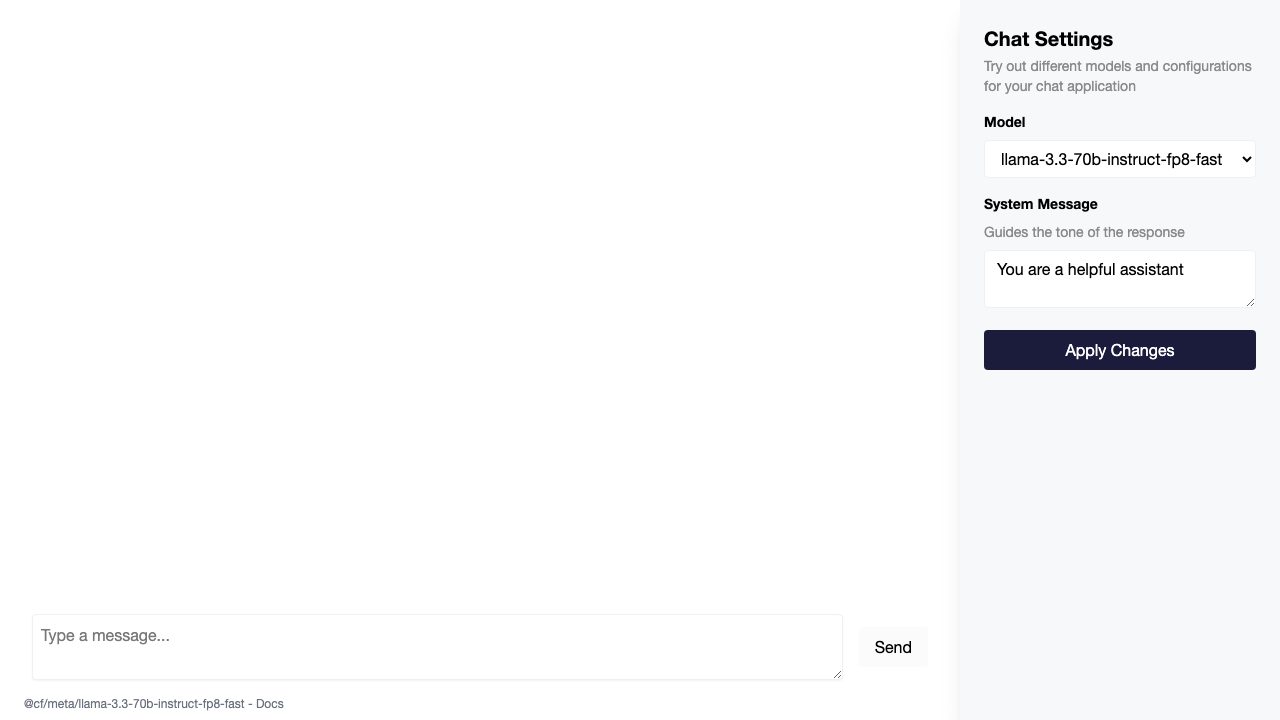 Chat Settings
Try out different models and configurations
for your chat application
Model
llama-3.3-70b-instruct-fp8-fast
System Message
Guides the tone of the response
You are a helpful assistant
Apply Changes
Type a message...
Send
@cf/meta/llama-3.3-70b-instruct-fp8-fast - Docs